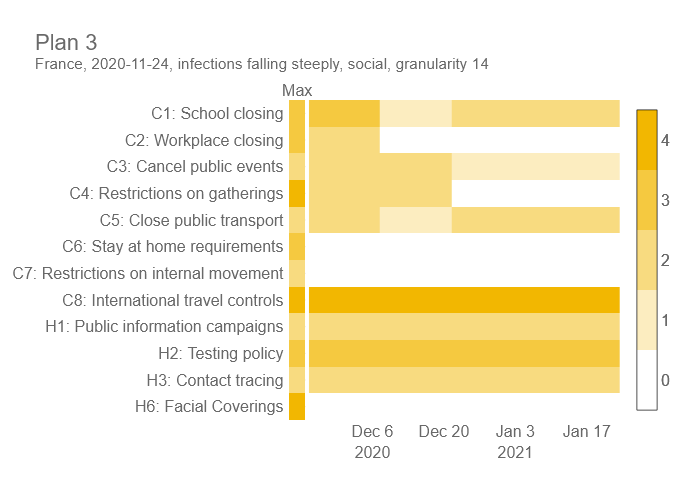 Plan 3
France, 2020-11-24, infections falling steeply, social, granularity 14
Max
C1: School closing
C2: Workplace closing
C3: Cancel public events
C4: Restrictions on gatherings
C5: Close public transport
C6: Stay at home requirements
C7: Restrictions on internal movement
C8: International travel controls
H1: Public information campaigns
H2: Testing policy
H3: Contact tracing
H6: Facial Coverings
Dec 6 Dec 20 Jan 3 Jan 17
2020 2021
4
3
2
1
0